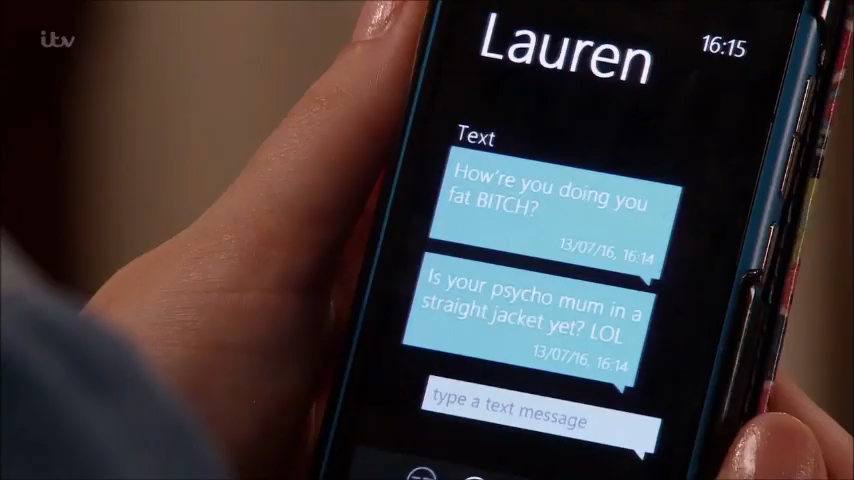 itv
Lauren
16:15
Text
How're you doing you
fat BITCH?
13/07/16, 16:14
Is your psycho mum in a
straight jacket yet? LOL
13/07/16, 16:14
type a text message